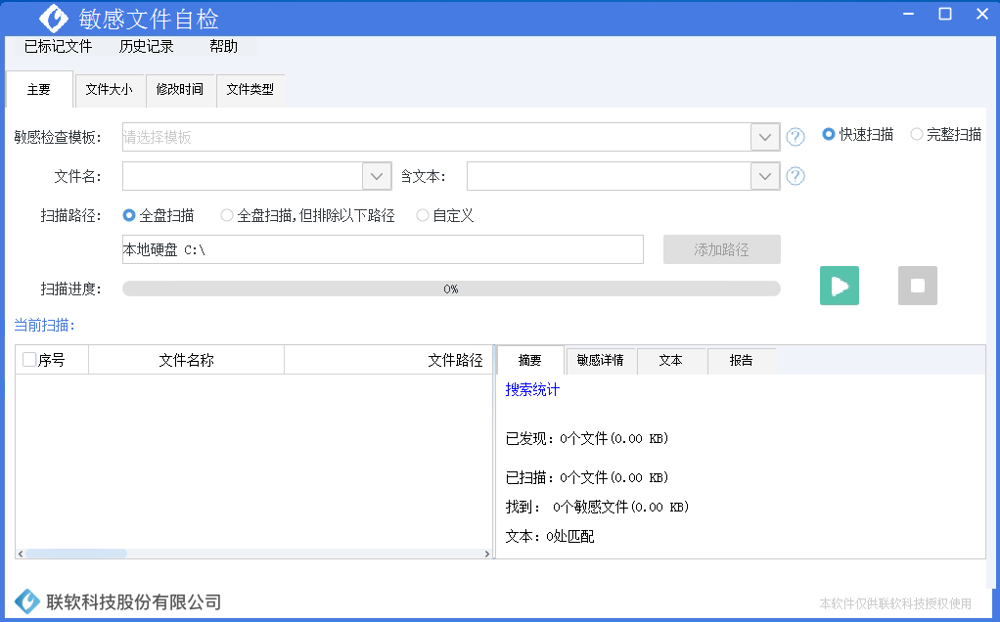 敏感文件自检
已标记文件 历史记录 帮助
主要 文件大小 修改时间 文件类型
敏感检查模板: 请选择模板 ? 快速扫描 完整扫描
文件名: 含文本: ?
扫描路径: 全盘扫描 全盘扫描,但排除以下路径 自定义
本地硬盘 C:\ 添加路径
扫描进度: 0%
当前扫描:
序号 文件名称 文件路径 摘要 敏感详情 文本 报告
搜索统计
已发现: 0个文件(0.00 KB)
已扫描: 0个文件(0.00 KB)
找到: 0个敏感文件(0.00 KB)
文本: 0处匹配
联软科技股份有限公司
本软件仅供联软科技授权使用